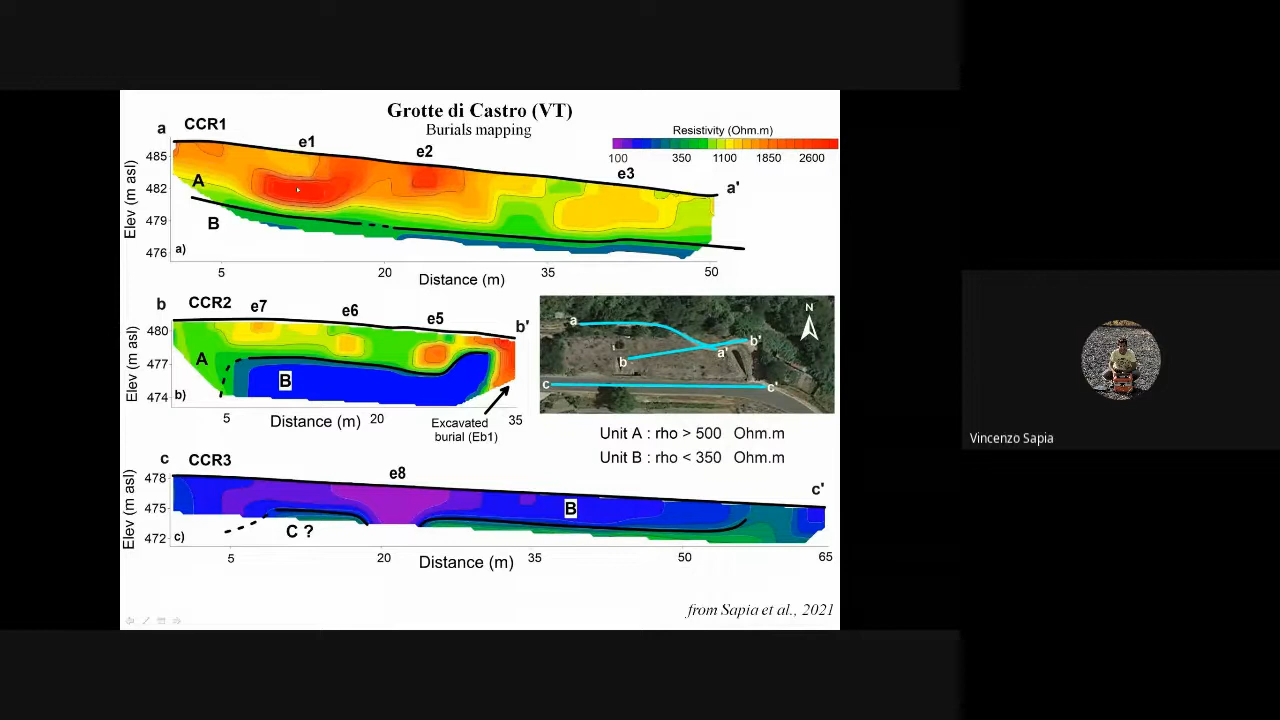 Grotte di Castro (VT)
Burials mapping
a CCR1
e1
e2
e3
a'
Resistivity (Ohm.m)
100 350 1100 1850 2600
Elev (m asl)
485
482
479
476
A
B
a)
5 20 35 50
Distance (m)
b CCR2
e7
e6
e5
b'
Elev (m asl)
480
477
474
A
B
b)
5 20 35
Distance (m)
Excavated
burial (Eb1)
N
a
a'
b
b'
c
c'
Unit A : rho > 500 Ohm.m
Unit B : rho < 350 Ohm.m
Vincenzo Sapia
c CCR3
e8
c'
Elev (m asl)
478
475
472
B
C ?
c)
5 20 35 50 65
Distance (m)
from Sapia et al., 2021